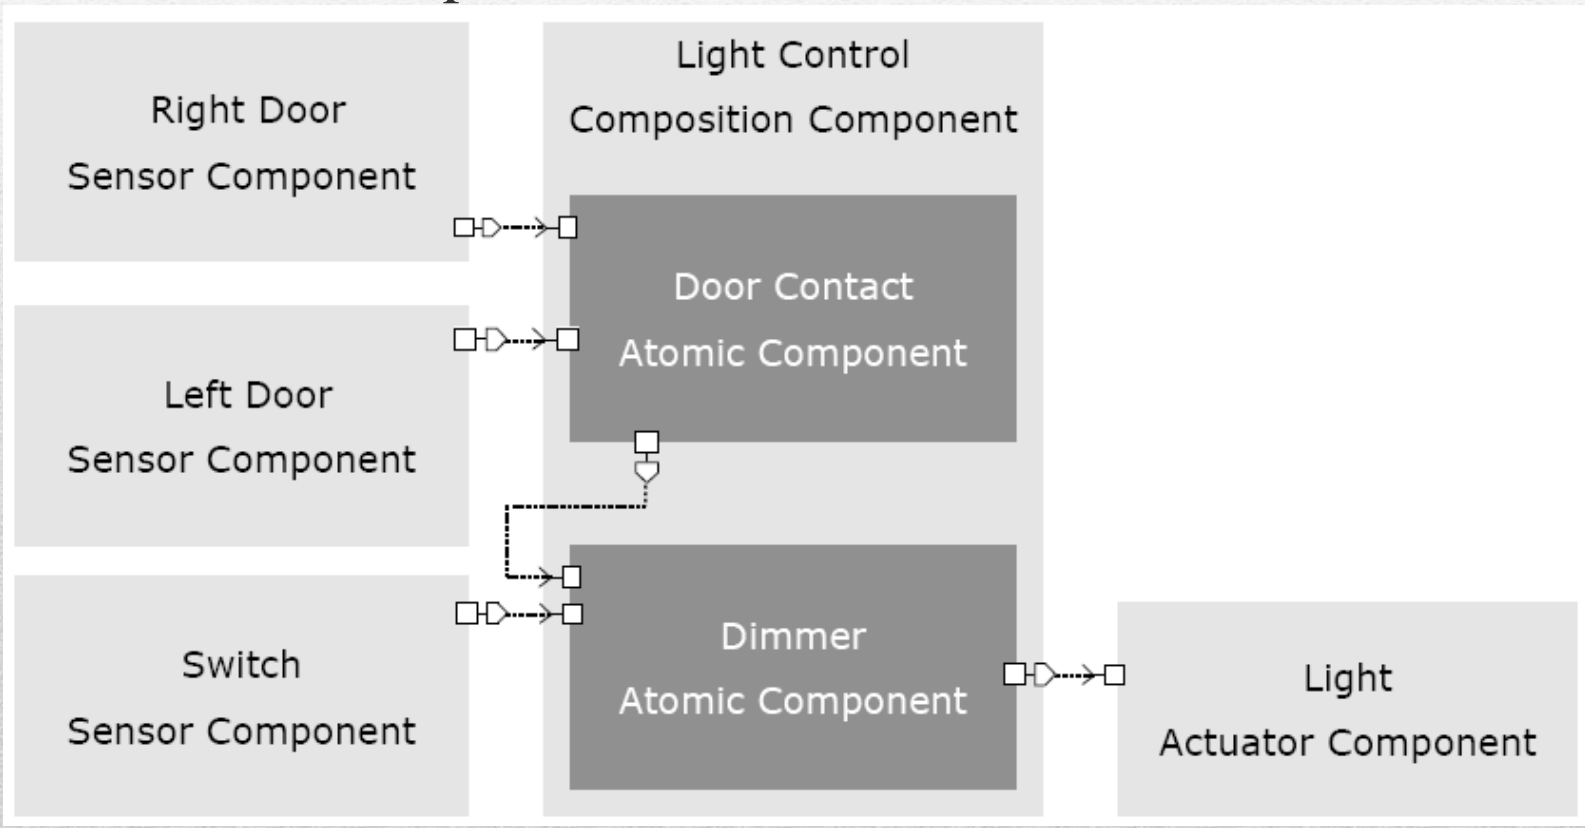 Right Door
Sensor Component
Left Door
Sensor Component
Switch
Sensor Component
Light Control
Composition Component
Door Contact
Atomic Component
Dimmer
Atomic Component
Light
Actuator Component